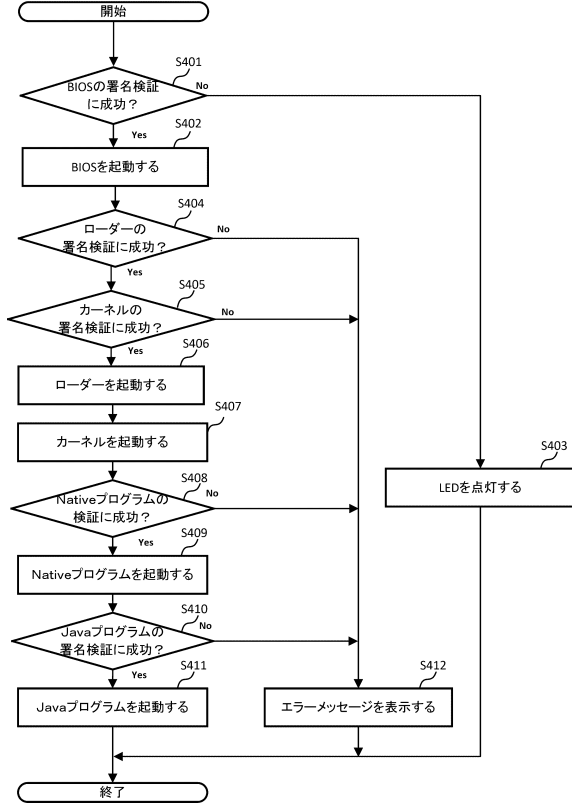 開始
S401
BIOSの署名検証
に成功？
No
Yes
S402
BIOSを起動する
S404
ローダーの
署名検証に成功？
No
Yes
S405
カーネルの
署名検証に成功？
No
Yes
S406
ローダーを起動する
S407
カーネルを起動する
S403
LEDを点灯する
S408
Nativeプログラムの
検証に成功？
No
Yes
S409
Nativeプログラムを起動する
S410
Javaプログラムの
署名検証に成功？
No
Yes
S411
Javaプログラムを起動する
S412
エラーメッセージを表示する
終了